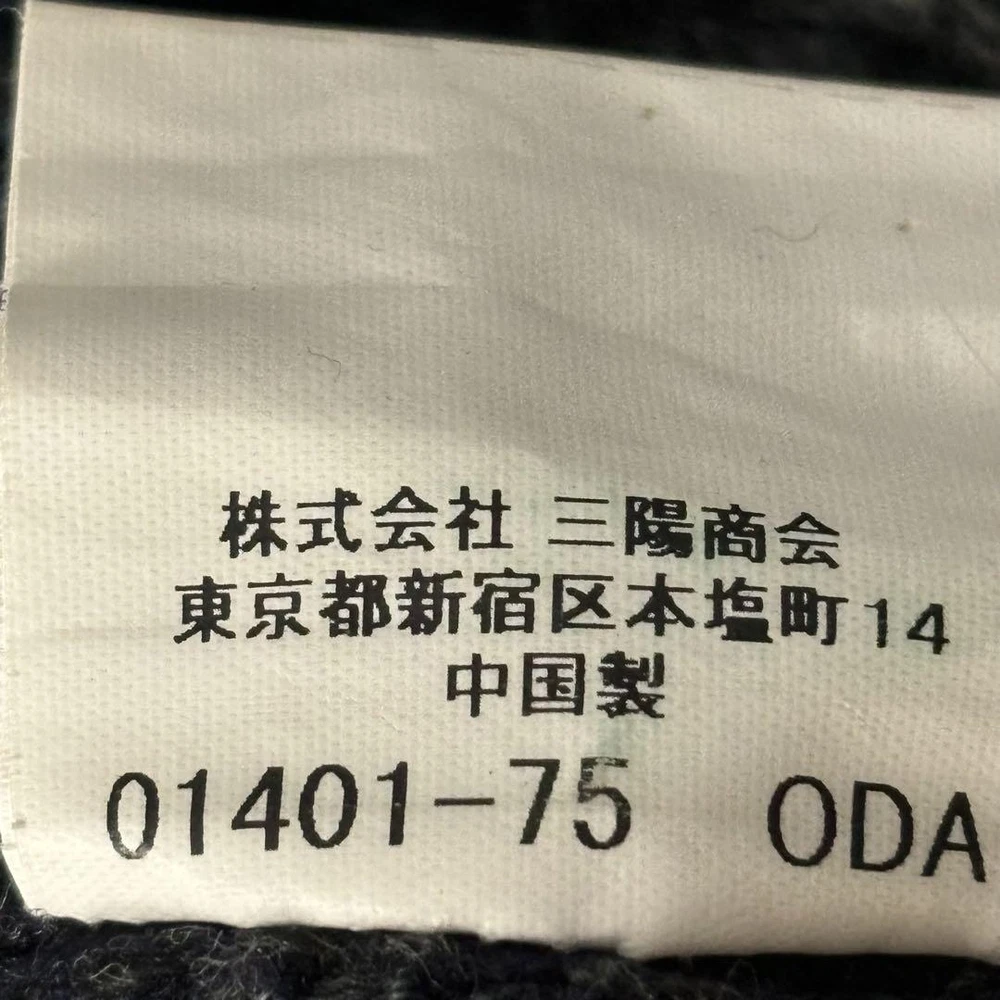 株式会社 三陽商会
東京都新宿区本塩町14
中国製
01401-75 ODA